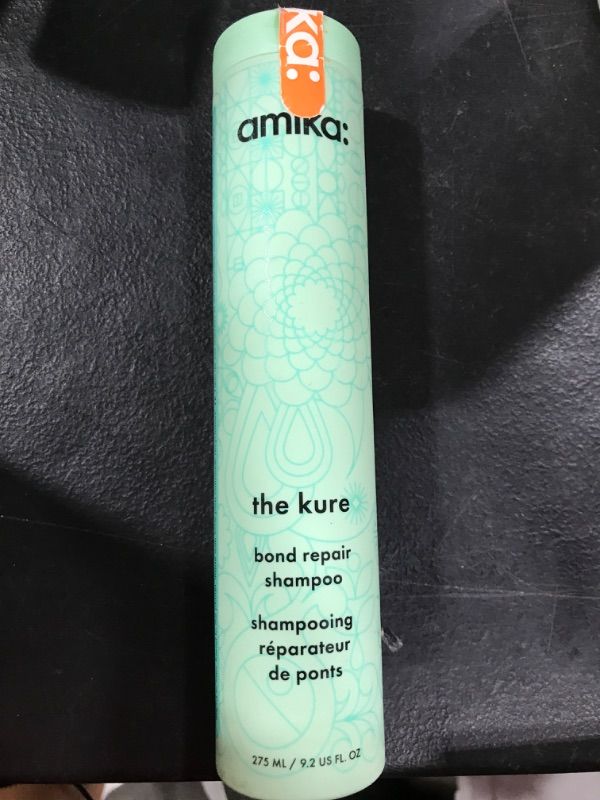 ka:
amika:
the kure
bond repair
shampoo
shampooing
réparateur
de ponts
275 ML / 9.2 US FL. OZ